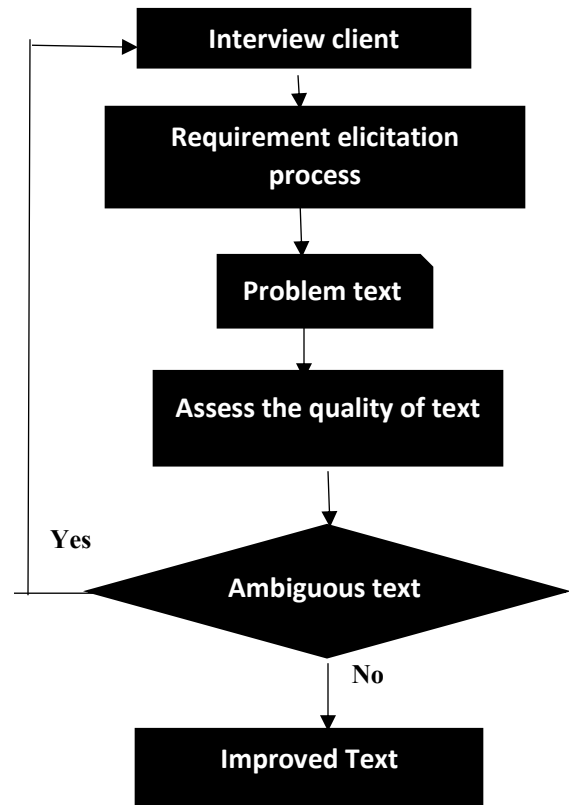 Interview client
Requirement elicitation
process
Problem text
Assess the quality of text
Yes
Ambiguous text
No
Improved Text